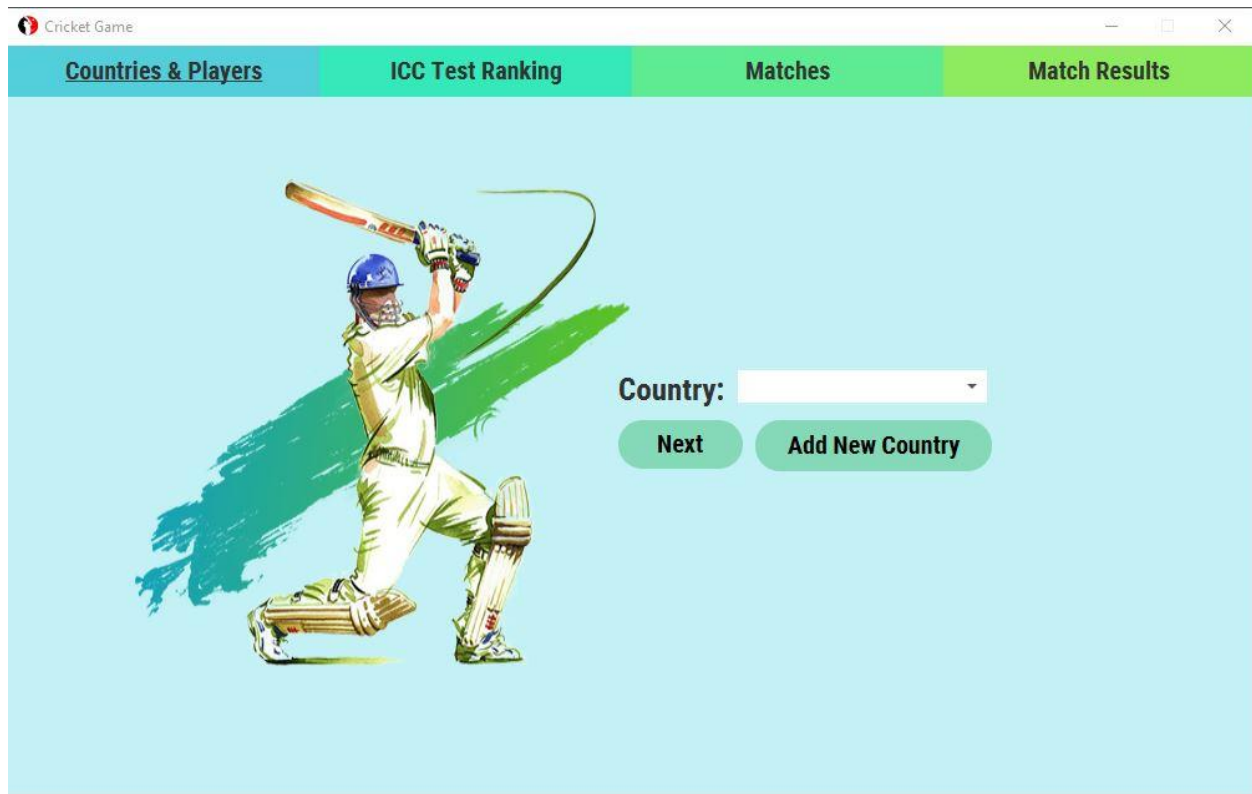 Cricket Game
Countries & Players ICC Test Ranking Matches Match Results
Country:
Next Add New Country